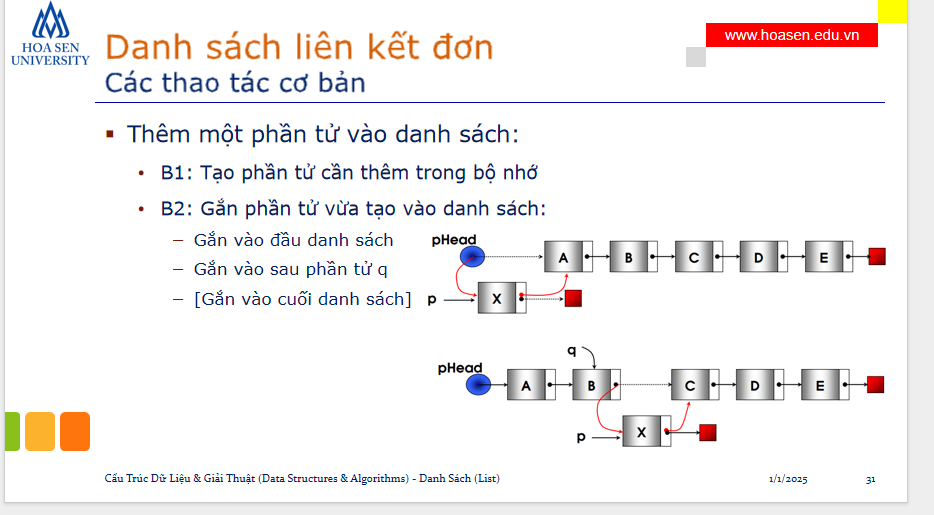 HOA SEN
UNIVERSITY
Danh sách liên kết đơn
www.hoasen.edu.vn
Các thao tác cơ bản
▪ Thêm một phần tử vào danh sách:
• B1: Tạo phần tử cần thêm trong bộ nhớ
• B2: Gắn phần tử vừa tạo vào danh sách:
– Gắn vào đầu danh sách
– Gắn vào sau phần tử q
– [Gắn vào cuối danh sách]
pHead
A B C D E
p X
q
pHead
A B C D E
p X
Cấu Trúc Dữ Liệu & Giải Thuật (Data Structures & Algorithms) - Danh Sách (List)
1/1/2025
31